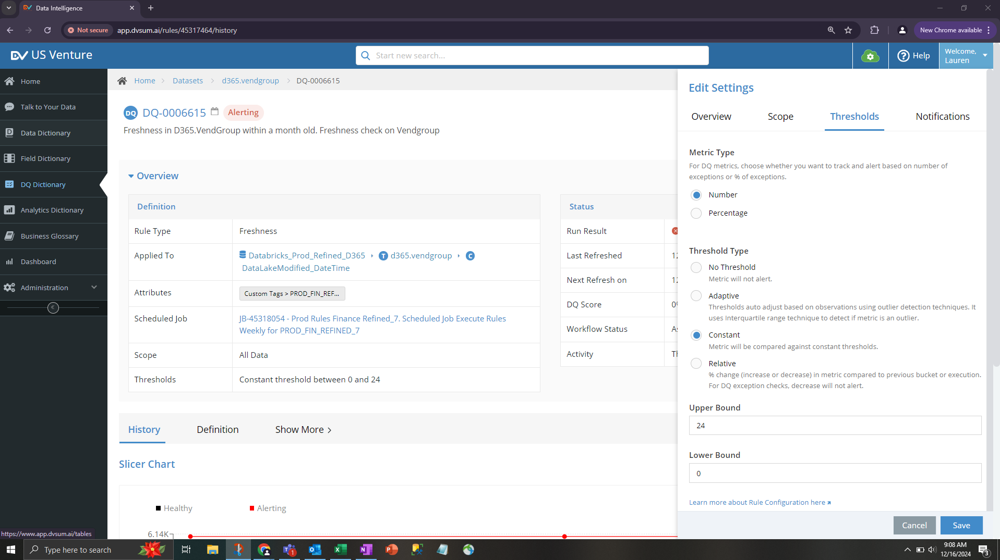 Data Intelligence
Not secure
app.dvsum.ai/rules/45317464/history
New Chrome available
DV US Venture
Start new search...
Help
Welcome,
Lauren
Home
Talk to Your Data
Data Dictionary
Field Dictionary
DQ Dictionary
Analytics Dictionary
Business Glossary
Dashboard
Administration
https://www.app.dvsum.ai/tables
Home > Datasets > d365.vendgroup > DQ-0006615
DQ DQ-0006615 Alerting
Freshness in D365.VendGroup within a month old. Freshness check on Vendgroup
Overview
Definition
Rule Type Freshness
Applied To Databricks_Prod_Refined_D365 T d365.vendgroup C
DataLakeModified_DateTime
Attributes Custom Tags > PROD_FIN_REF...
Scheduled Job JB-45318054 - Prod Rules Finance Refined_7. Scheduled Job Execute Rules
Weekly for PROD_FIN_REFINED_7
Scope All Data
Thresholds Constant threshold between 0 and 24
Status
Run Result
Last Refreshed 12
Next Refresh on 12
DQ Score
Workflow Status
Activity
History Definition Show More >
Slicer Chart
Healthy Alerting
6.14K
Edit Settings
Overview Scope Thresholds Notifications
Metric Type
For DQ metrics, choose whether you want to track and alert based on number of
exceptions or % of exceptions.
Number
Percentage
Threshold Type
No Threshold
Metric will not alert.
Adaptive
Thresholds auto adjust based on observations using outlier detection techniques. It
uses Interquartile range technique to detect if metric is an outlier.
Constant
Metric will be compared against constant thresholds.
Relative
% change (increase or decrease) in metric compared to previous bucket or execution.
For DQ exception checks, decrease will not alert.
Upper Bound
24
Lower Bound
0
Learn more about Rule Configuration here
Cancel Save
Type here to search
9:08 AM
12/16/2024
3